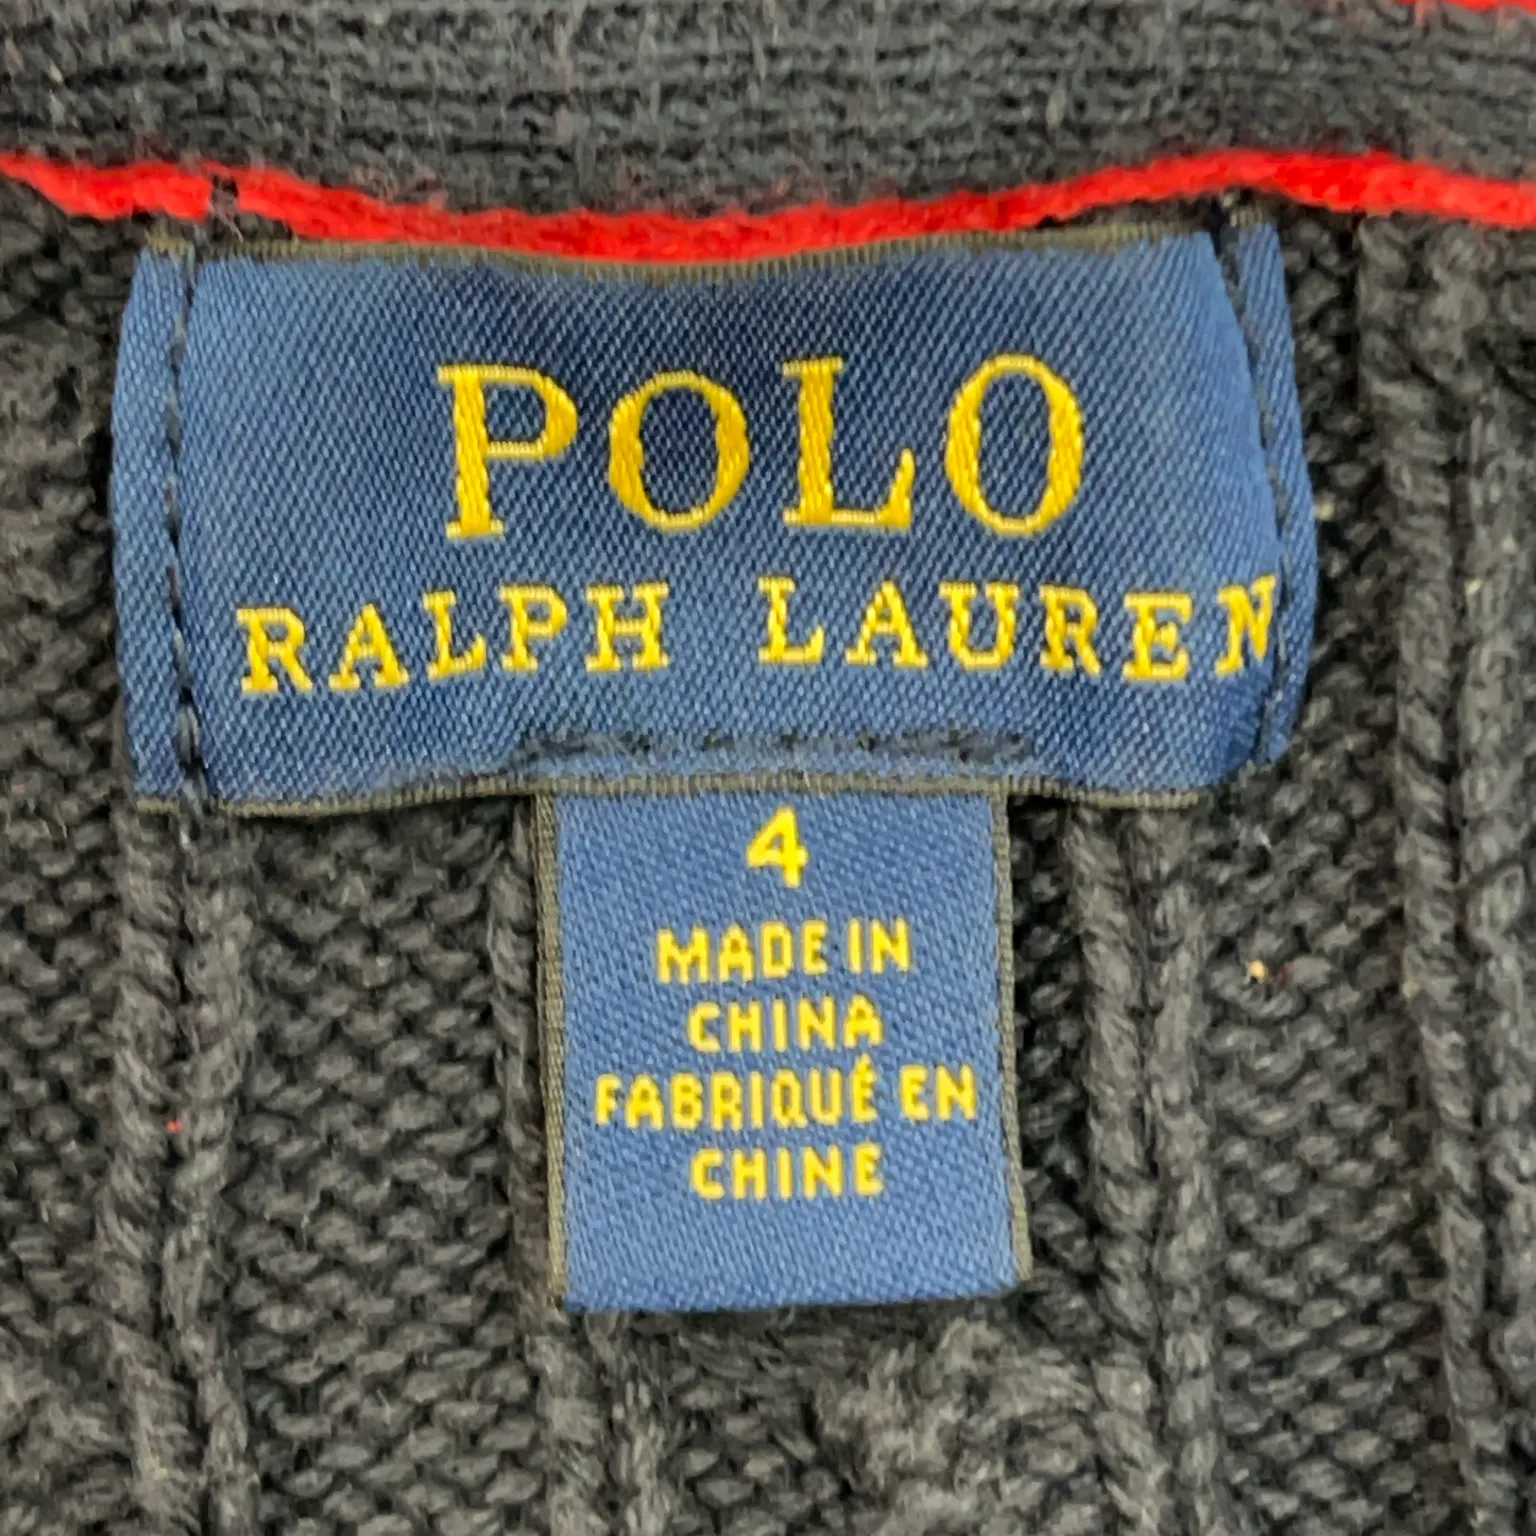 POLO
RALPH LAUREN
4
MADE IN
CHINA
FABRIQUÉ EN
CHINE